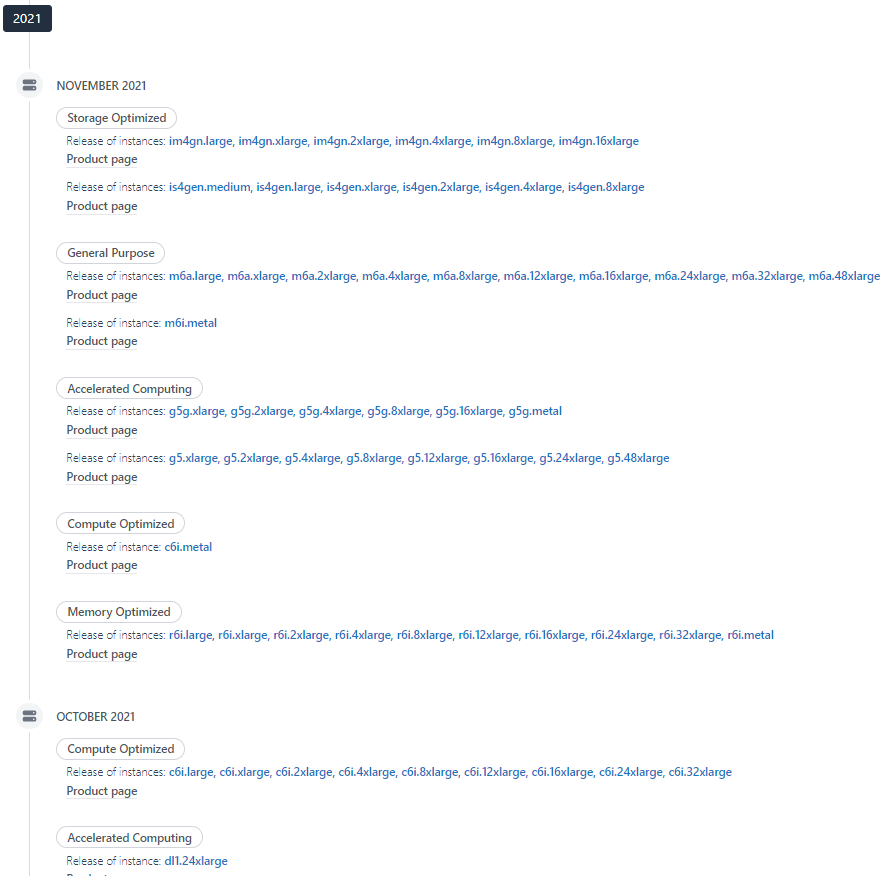 2021
NOVEMBER 2021
Storage Optimized
Release of instances: im4gn.large, im4gn.xlarge, im4gn.2xlarge, im4gn.4xlarge, im4gn.8xlarge, im4gn.16xlarge
Product page
Release of instances: is4gen.medium, is4gen.large, is4gen.xlarge, is4gen.2xlarge, is4gen.4xlarge, is4gen.8xlarge
Product page
General Purpose
Release of instances: m6a.large, m6a.xlarge, m6a.2xlarge, m6a.4xlarge, m6a.8xlarge, m6a.12xlarge, m6a.16xlarge, m6a.24xlarge, m6a.32xlarge, m6a.48xlarge
Product page
Release of instance: m6i.metal
Product page
Accelerated Computing
Release of instances: g5g.xlarge, g5g.2xlarge, g5g.4xlarge, g5g.8xlarge, g5g.16xlarge, g5g.metal
Product page
Release of instances: g5.xlarge, g5.2xlarge, g5.4xlarge, g5.8xlarge, g5.12xlarge, g5.16xlarge, g5.24xlarge, g5.48xlarge
Product page
Compute Optimized
Release of instance: c6i.metal
Product page
Memory Optimized
Release of instances: r6i.large, r6i.xlarge, r6i.2xlarge, r6i.4xlarge, r6i.8xlarge, r6i.12xlarge, r6i.16xlarge, r6i.24xlarge, r6i.32xlarge, r6i.metal
Product page
OCTOBER 2021
Compute Optimized
Release of instances: c6i.large, c6i.xlarge, c6i.2xlarge, c6i.4xlarge, c6i.8xlarge, c6i.12xlarge, c6i.16xlarge, c6i.24xlarge, c6i.32xlarge
Product page
Accelerated Computing
Release of instance: dl1.24xlarge